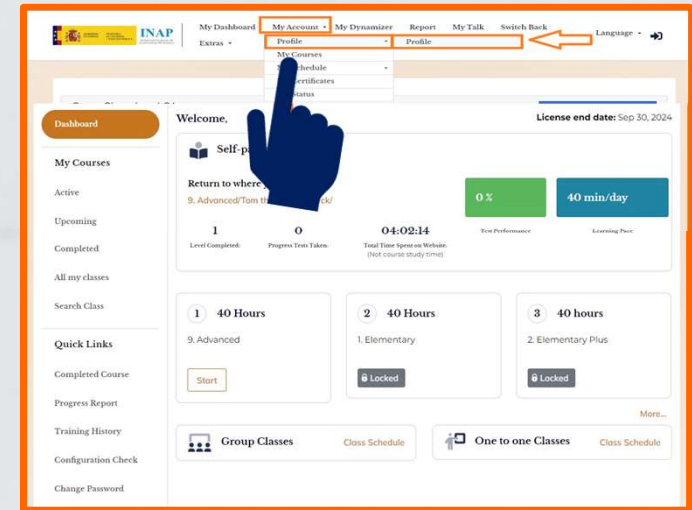 INAP
My Dashboard My Account My Dynamizer Report My Talk Switch Back
Extras
Language
Profile Profile
My Courses
Schedule
Certificates
Status
Dashboard
Welcome, License end date: Sep 30, 2024
My Courses
Active
Upcoming
Completed
All my classes
Search Class
Quick Links
Completed Course
Progress Report
Training History
Configuration Check
Change Password
Return to where
9. Advanced/Tom
0 % 40 min/day
1 0 04:02:14 Test Performance Learning Pace
Level Completed: Progress Tests Taken: Total Time Spent on Website:
(Not course study time)
1 40 Hours 2 40 Hours 3 40 hours
9. Advanced 1. Elementary 2. Elementary Plus
Start Locked Locked
More...
Group Classes Class Schedule One to one Classes Class Schedule